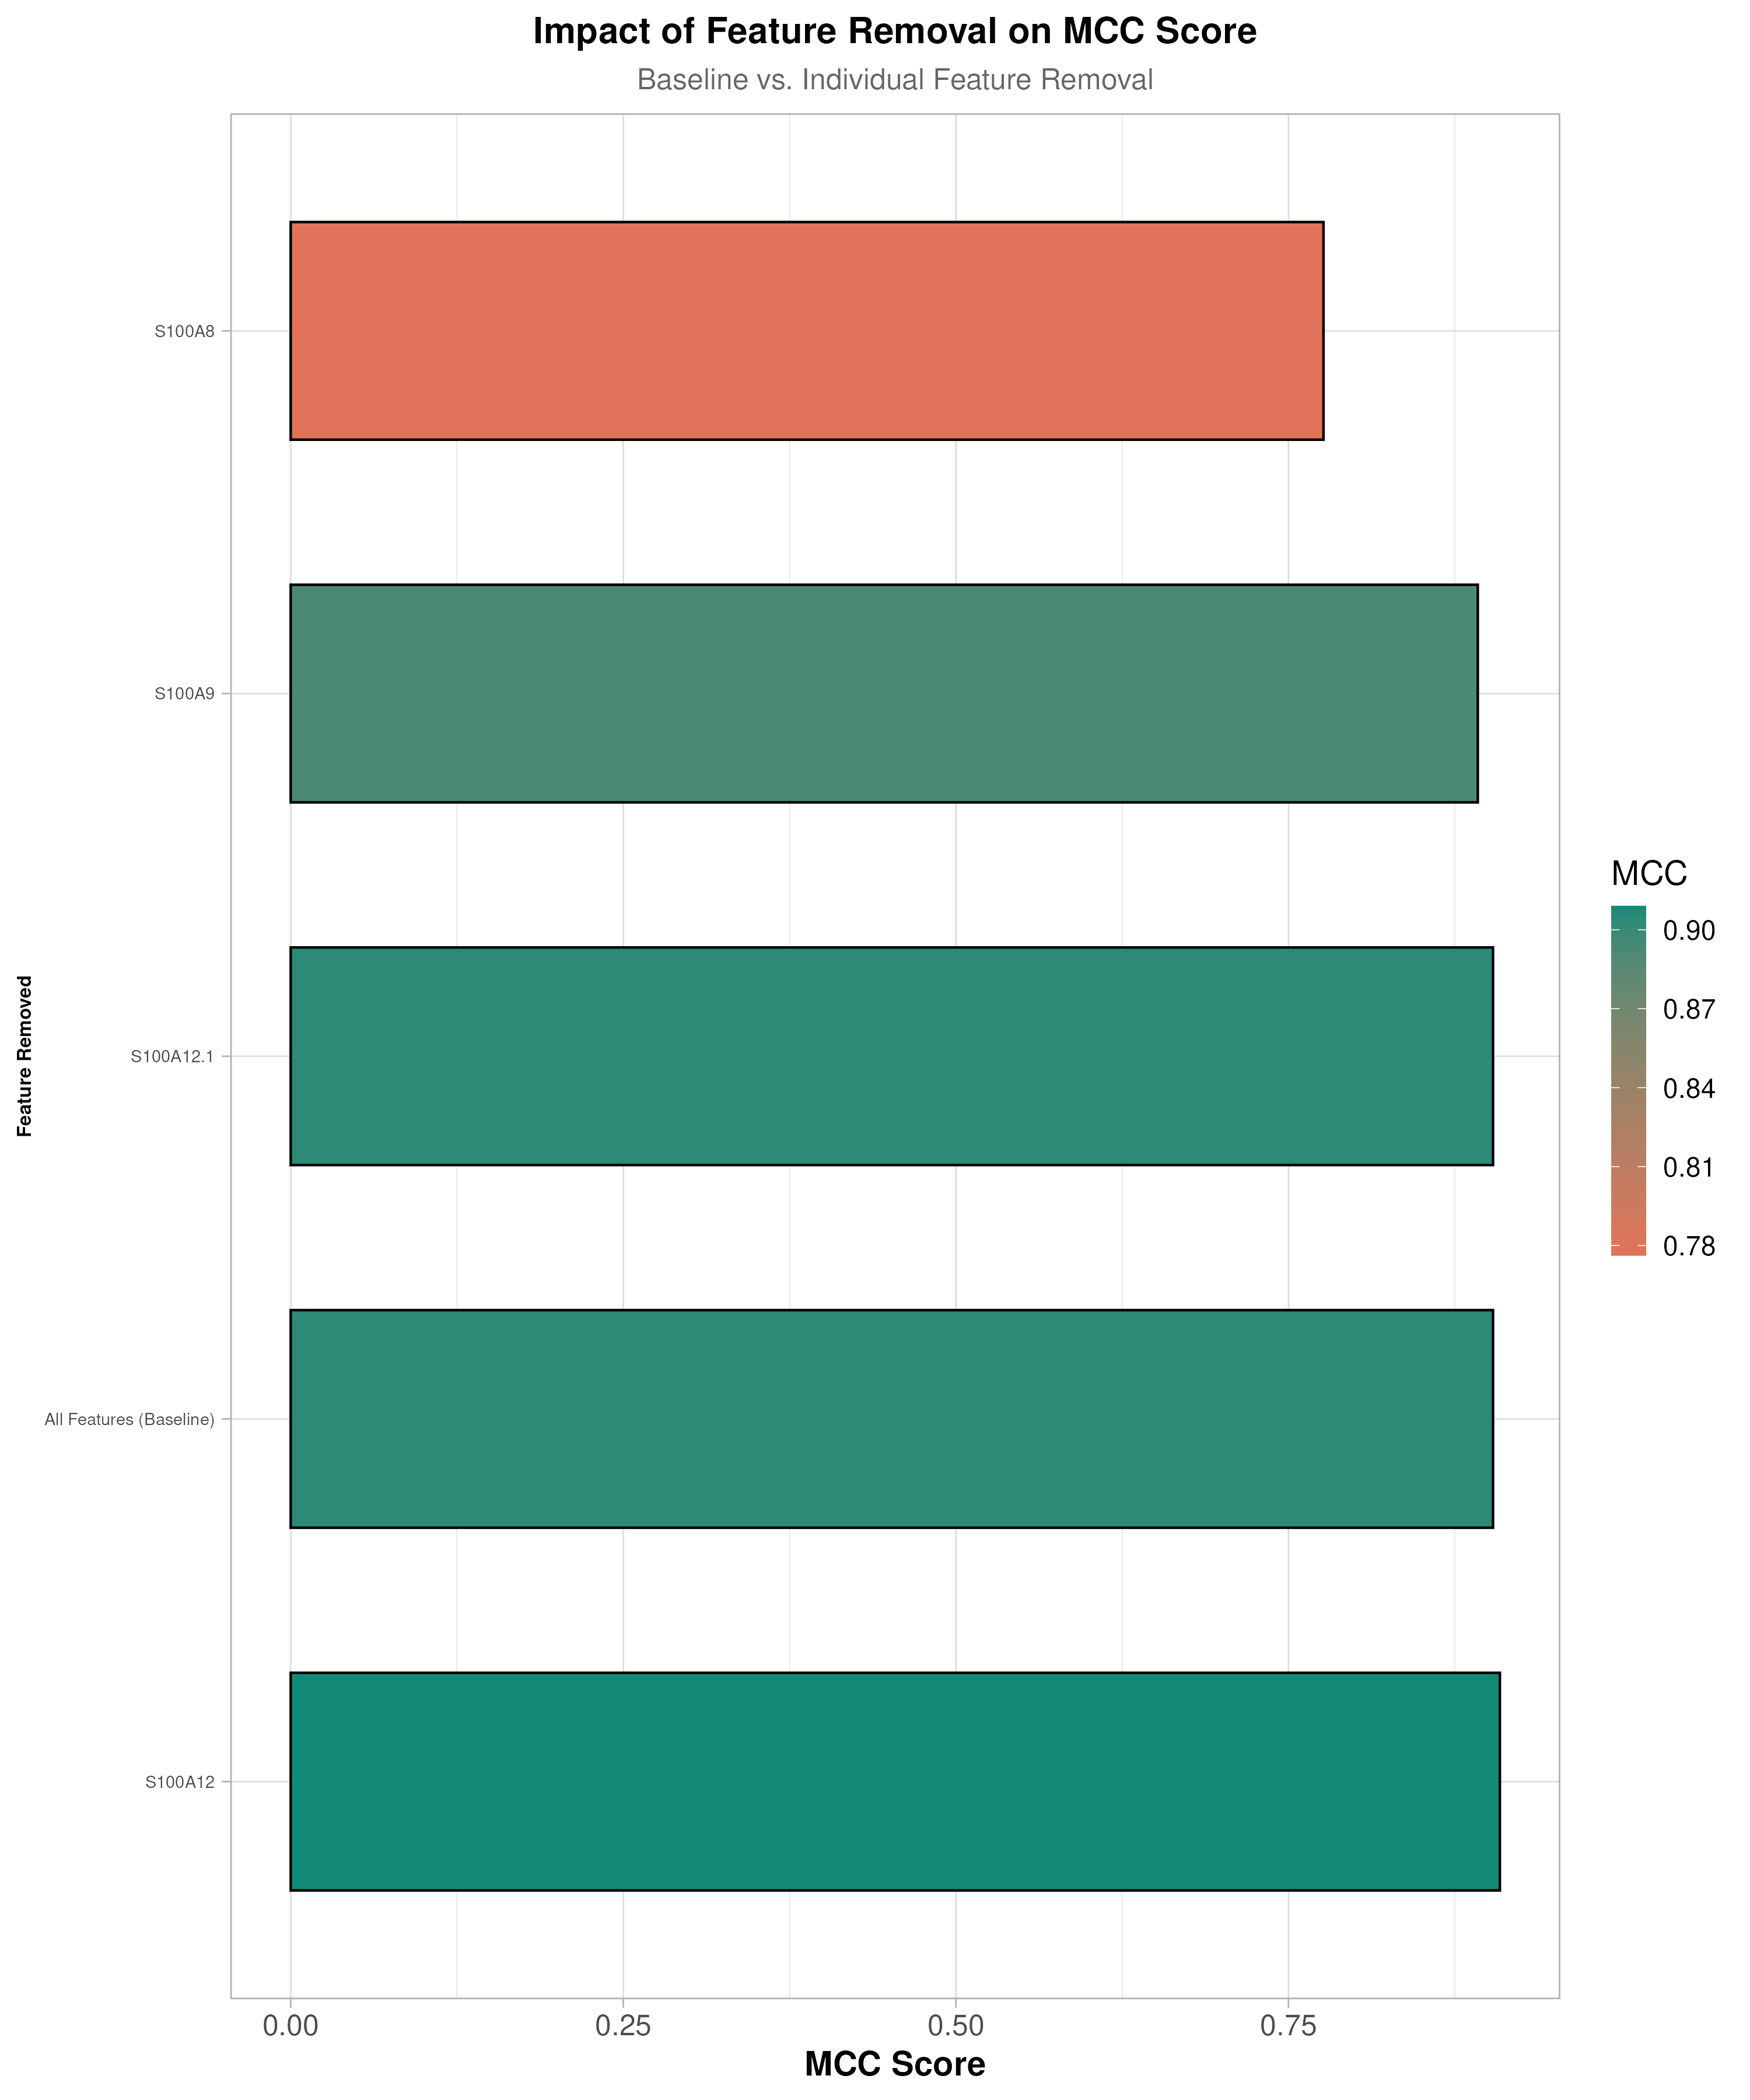 Impact of Feature Removal on MCC Score
Baseline vs. Individual Feature Removal
Feature Removed
S100A8
S100A9
S100A12.1
All Features (Baseline)
S100A12
0.00
0.25
0.50
0.75
MCC Score
MCC
0.90
0.87
0.84
0.81
0.78